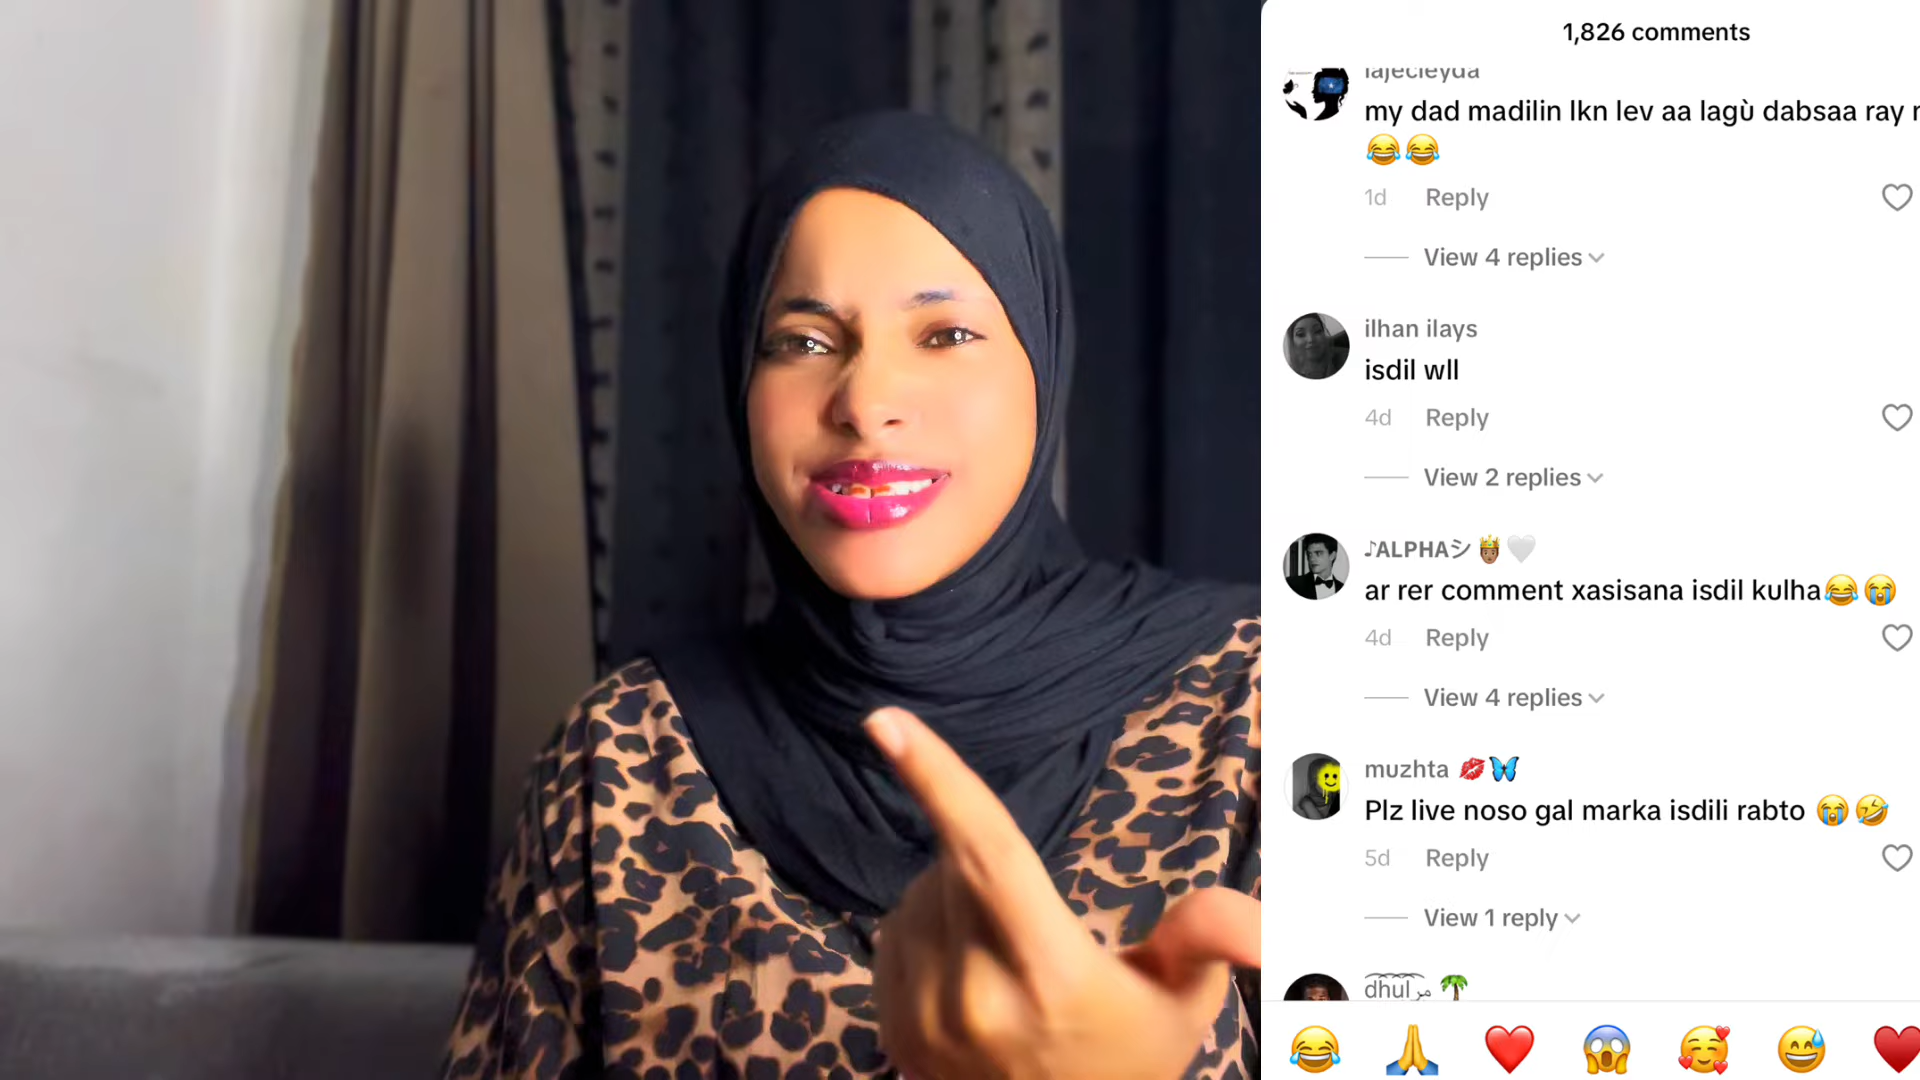 1,826 comments
lajecleyda
my dad madilin lkn lev aa lagù dabsaa ray
😂😂
1d Reply
View 4 replies
ilhan ilays
isdil wll
4d Reply
View 2 replies
♪ALPHAシ 🤴🏽🤍
ar rer comment xasisana isdil kulha😂😭
4d Reply
View 4 replies
muzhta 💋🦋
Plz live noso gal marka isdili rabto 😭🤣
5d Reply
View 1 reply
dhul 🌴